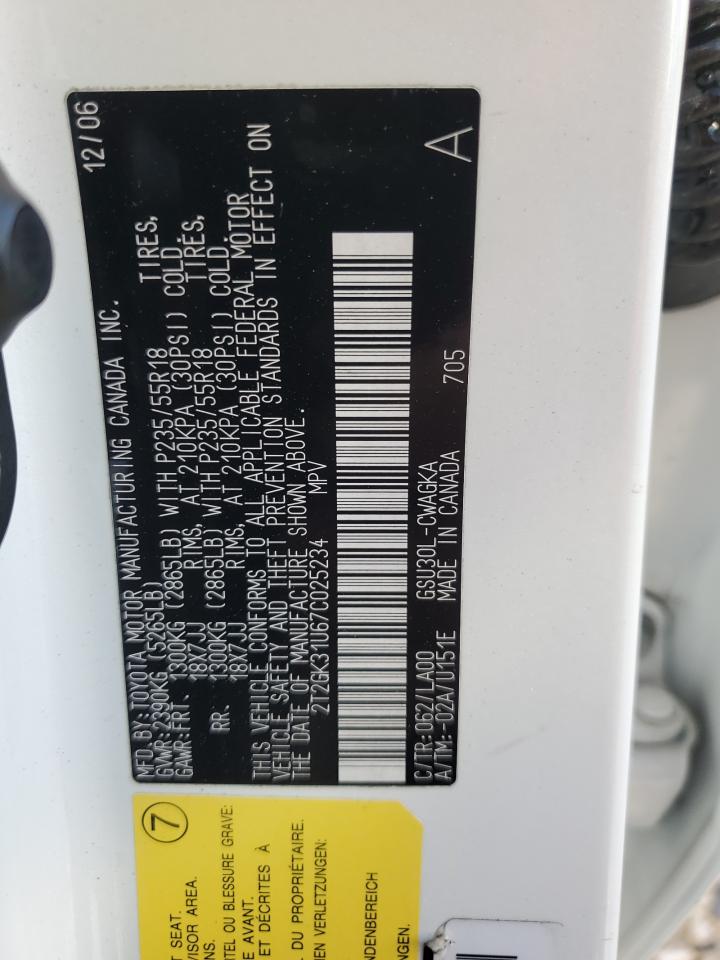 MFD.BY:TOYOTA MOTOR MANUFACTURING CANADA INC. 12/06
GVWR:2390KG (5265LB)
GAWR:FRT. 1300KG (2865LB) WITH P235/55R18 TIRES,
18X7JJ RIMS, AT 210KPA (30PSI) COLD.
RR. 1300KG (2865LB) WITH P235/55R18 TIRES,
18X7JJ RIMS, AT 210KPA (30PSI) COLD.
THIS VEHICLE CONFORMS TO ALL APPLICABLE FEDERAL MOTOR
VEHICLE SAFETY AND THEFT PREVENTION STANDARDS IN EFFECT ON
THE DATE OF MANUFACTURE SHOWN ABOVE.
2T2GK31U67C025234 MPV
C/TR:062/LA00 GSU30L-CWAGKA 705 A
A/TM:-02A/U151E MADE IN CANADA
7
T SEAT.
VISOR AREA.
NS.
TEL OU BLESSURE GRAVE:
E AVANT.
ET DÉCRITES À
DU PROPRIÉTAIRE.
EN VERLETZUNGEN:
NDENBEREICH
NGEN.